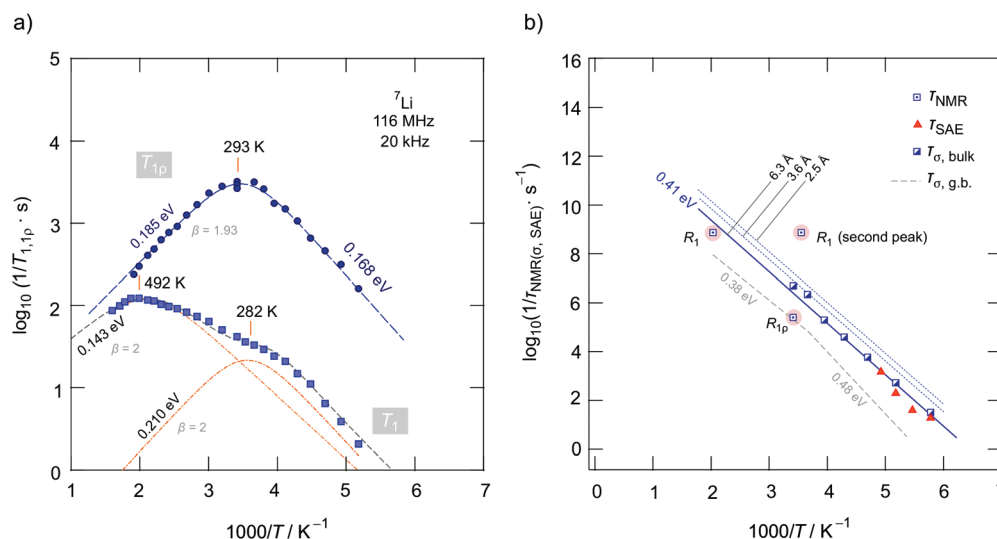 a)
log₁₀ (1/T₁,₁ρ · s)
5
4
3
2
1
0
1
2
3
4
5
6
7
1000/T / K⁻¹
⁷Li
116 MHz
20 kHz
293 K
T₁ρ
0.185 eV
β = 1.93
0.168 eV
492 K
282 K
0.143 eV
β = 2
0.210 eV
β = 2
T₁
b)
log₁₀(1/τNMR(σ, SAE) · s⁻¹)
16
14
12
10
8
6
4
2
0
0
1
2
3
4
5
6
7
1000/T / K⁻¹
τNMR
τSAE
τσ, bulk
τσ, g.b.
6.3 Å
3.6 Å
2.5 Å
0.41 eV
R₁
R₁ (second peak)
R₁ρ
0.38 eV
0.48 eV